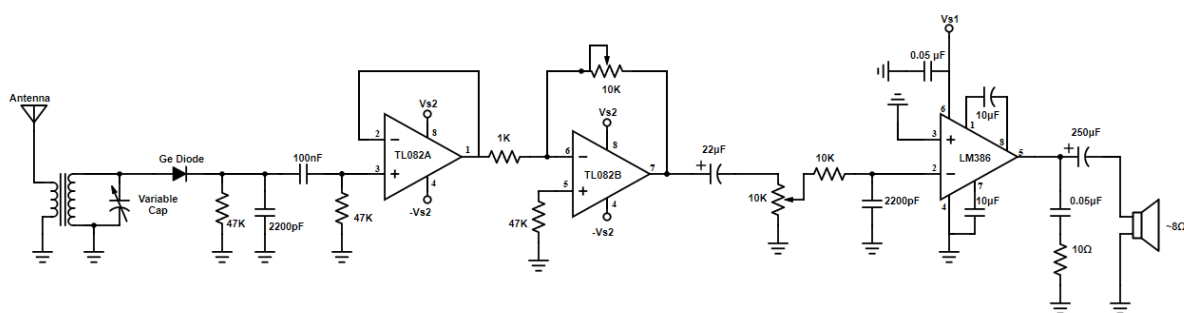 Antenna
Ge Diode
Variable
Cap
47K
2200pF
100nF
47K
2
3
TL082A
Vs2
8
1
4
-Vs2
1K
10K
6
5
TL082B
Vs2
8
7
4
-Vs2
47K
22µF
+
10K
10K
2200pF
Vs1
0.05 µF
6
1
10µF
8
3
2
LM386
5
7
4
10µF
250µF
+
0.05µF
10Ω
~8Ω